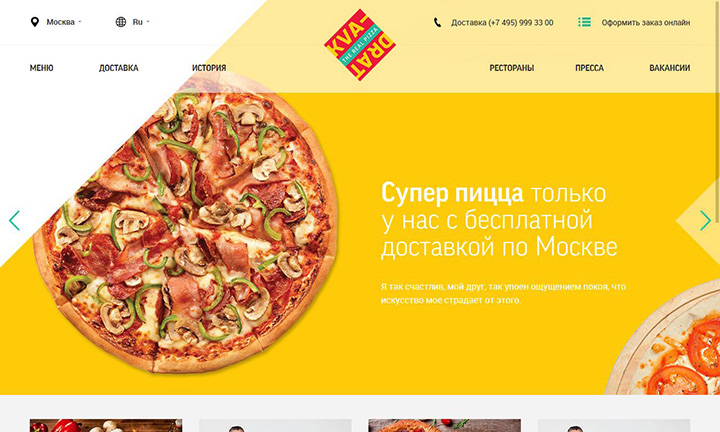 Москва
Ru
KVA_
DRAT
THE REAL PIZZA
Доставка (+7 495) 999 33 00
Оформить заказ онлайн
МЕНЮ
ДОСТАВКА
ИСТОРИЯ
РЕСТОРАНЫ
ПРЕССА
ВАКАНСИИ
Супер пицца только
у нас с бесплатной
доставкой по Москве
Я так счастлив, мой друг, так упоен ощущением покоя, что
искусство мое страдает от этого.